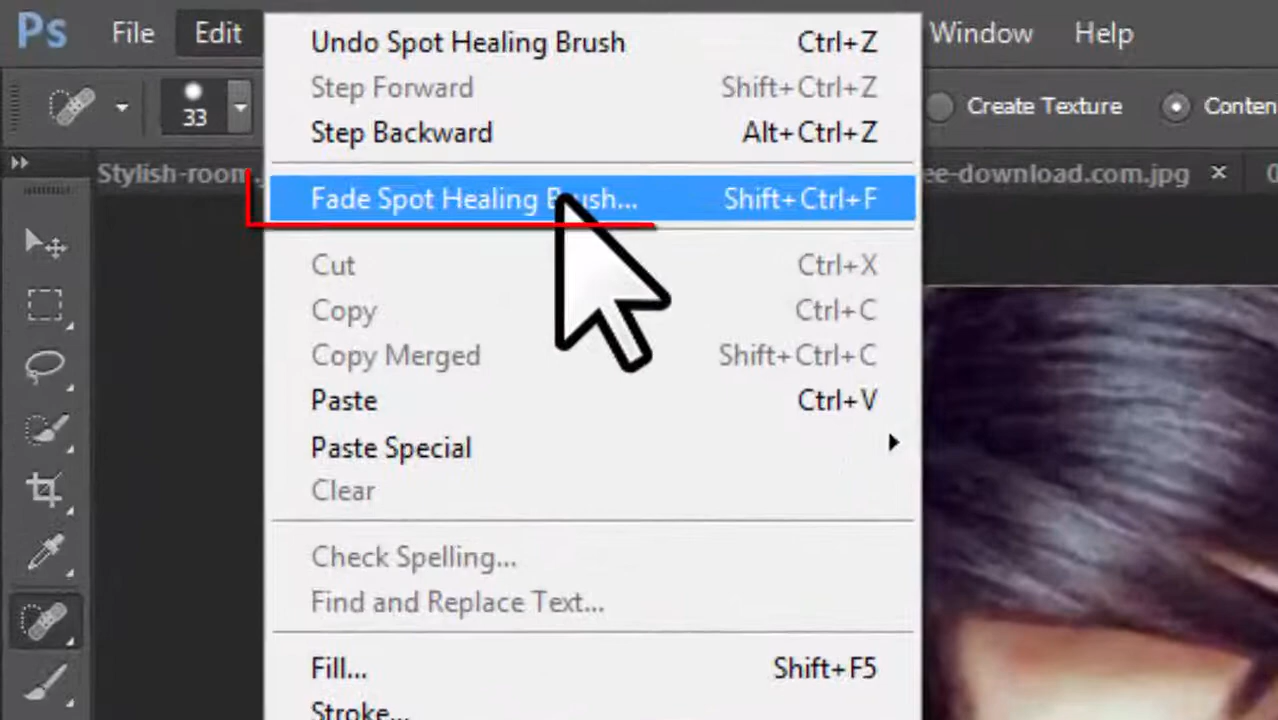 Ps File Edit Window Help
Undo Spot Healing Brush Ctrl+Z
Step Forward Shift+Ctrl+Z
Step Backward Alt+Ctrl+Z
33 Create Texture Conten
Stylish-room. ee-download.com.jpg ×
Fade Spot Healing Brush... Shift+Ctrl+F
Cut Ctrl+X
Copy Ctrl+C
Copy Merged Shift+Ctrl+C
Paste Ctrl+V
Paste Special
Clear
Check Spelling...
Find and Replace Text...
Fill... Shift+F5
Stroke...